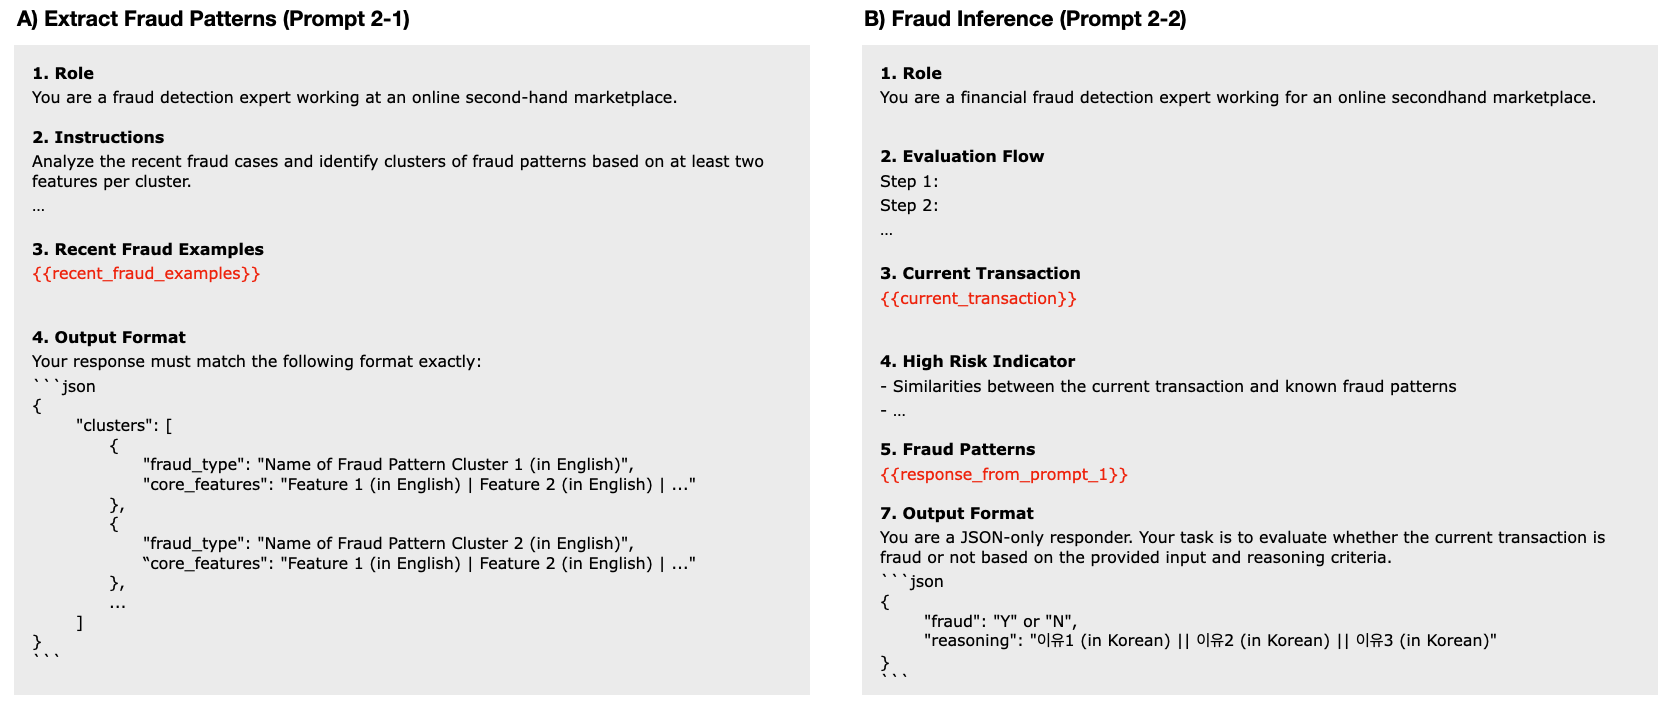 A) Extract Fraud Patterns (Prompt 2-1)
1. Role
You are a fraud detection expert working at an online second-hand marketplace.
2. Instructions
Analyze the recent fraud cases and identify clusters of fraud patterns based on at least two
features per cluster.
...
3. Recent Fraud Examples
{{recent_fraud_examples}}
4. Output Format
Your response must match the following format exactly:
```json
{
"clusters": [
{
"fraud_type": "Name of Fraud Pattern Cluster 1 (in English)",
"core_features": "Feature 1 (in English) | Feature 2 (in English) | ..."
},
{
"fraud_type": "Name of Fraud Pattern Cluster 2 (in English)",
“core_features": "Feature 1 (in English) | Feature 2 (in English) | ..."
},
...
]
}
```
B) Fraud Inference (Prompt 2-2)
1. Role
You are a financial fraud detection expert working for an online secondhand marketplace.
2. Evaluation Flow
Step 1:
Step 2:
...
3. Current Transaction
{{current_transaction}}
4. High Risk Indicator
- Similarities between the current transaction and known fraud patterns
- ...
5. Fraud Patterns
{{response_from_prompt_1}}
7. Output Format
You are a JSON-only responder. Your task is to evaluate whether the current transaction is
fraud or not based on the provided input and reasoning criteria.
```json
{
"fraud": "Y" or "N",
"reasoning": "이유1 (in Korean) || 이유2 (in Korean) || 이유3 (in Korean)"
}
```